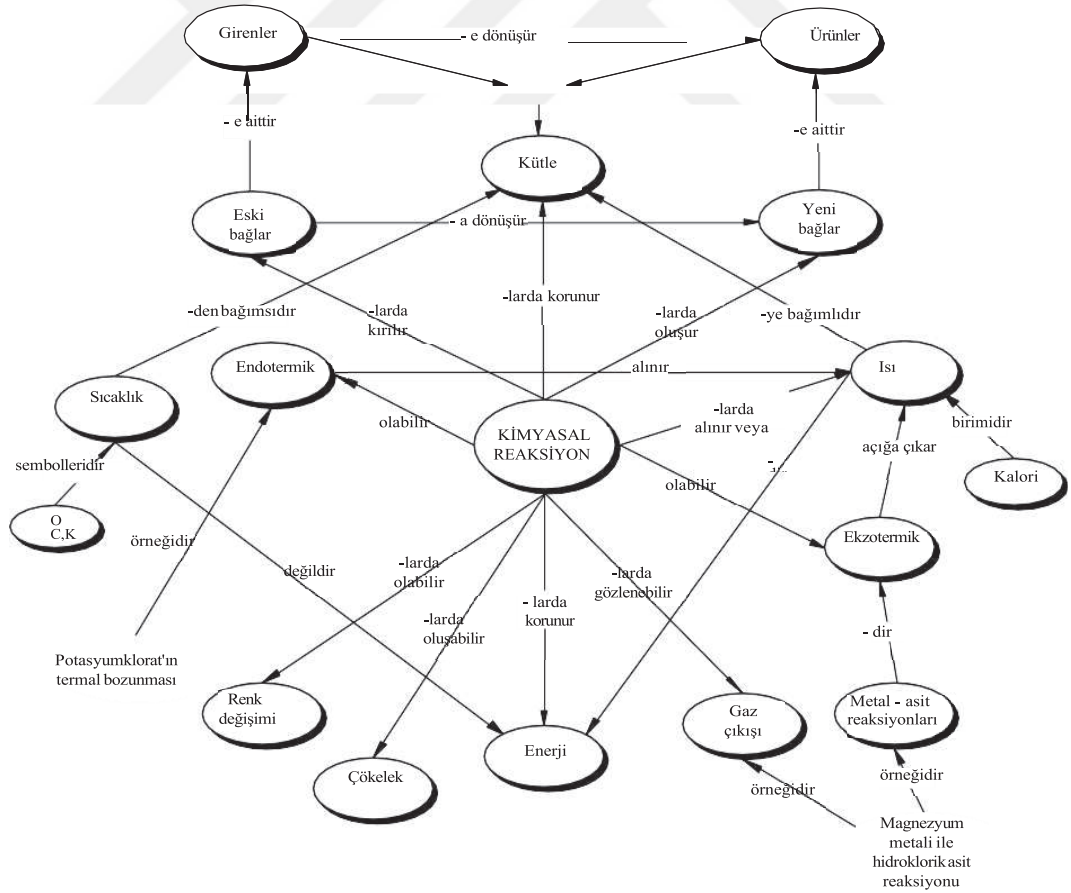 Girenler
- e dönüşür
Ürünler
- e aittir
-e aittir
Kütle
Eski
bağlar
- a dönüşür
Yeni
bağlar
-larda korunur
-den bağımsıdır
-larda
kırılır
-larda
oluşur
-ye bağımlıdır
Endotermik
alınır
Isı
Sıcaklık
olabilir
KİMYASAL
REAKSİYON
-larda
alınır veya
açığa çıkar
birimidir
sembolleridir
olabilir
Kalori
O
C,K
örneğidir
Ekzotermik
değildir
-larda
olabilir
-larda
gözlenebilir
-larda
oluşabilir
- larda
korunur
- dir
Potasyumklorat'ın
termal bozunması
Renk
değişimi
Gaz
çıkışı
Metal - asit
reaksiyonları
Enerji
Çökelek
örneğidir
örneğidir
Magnezyum
metali ile
hidroklorik asit
reaksiyonu